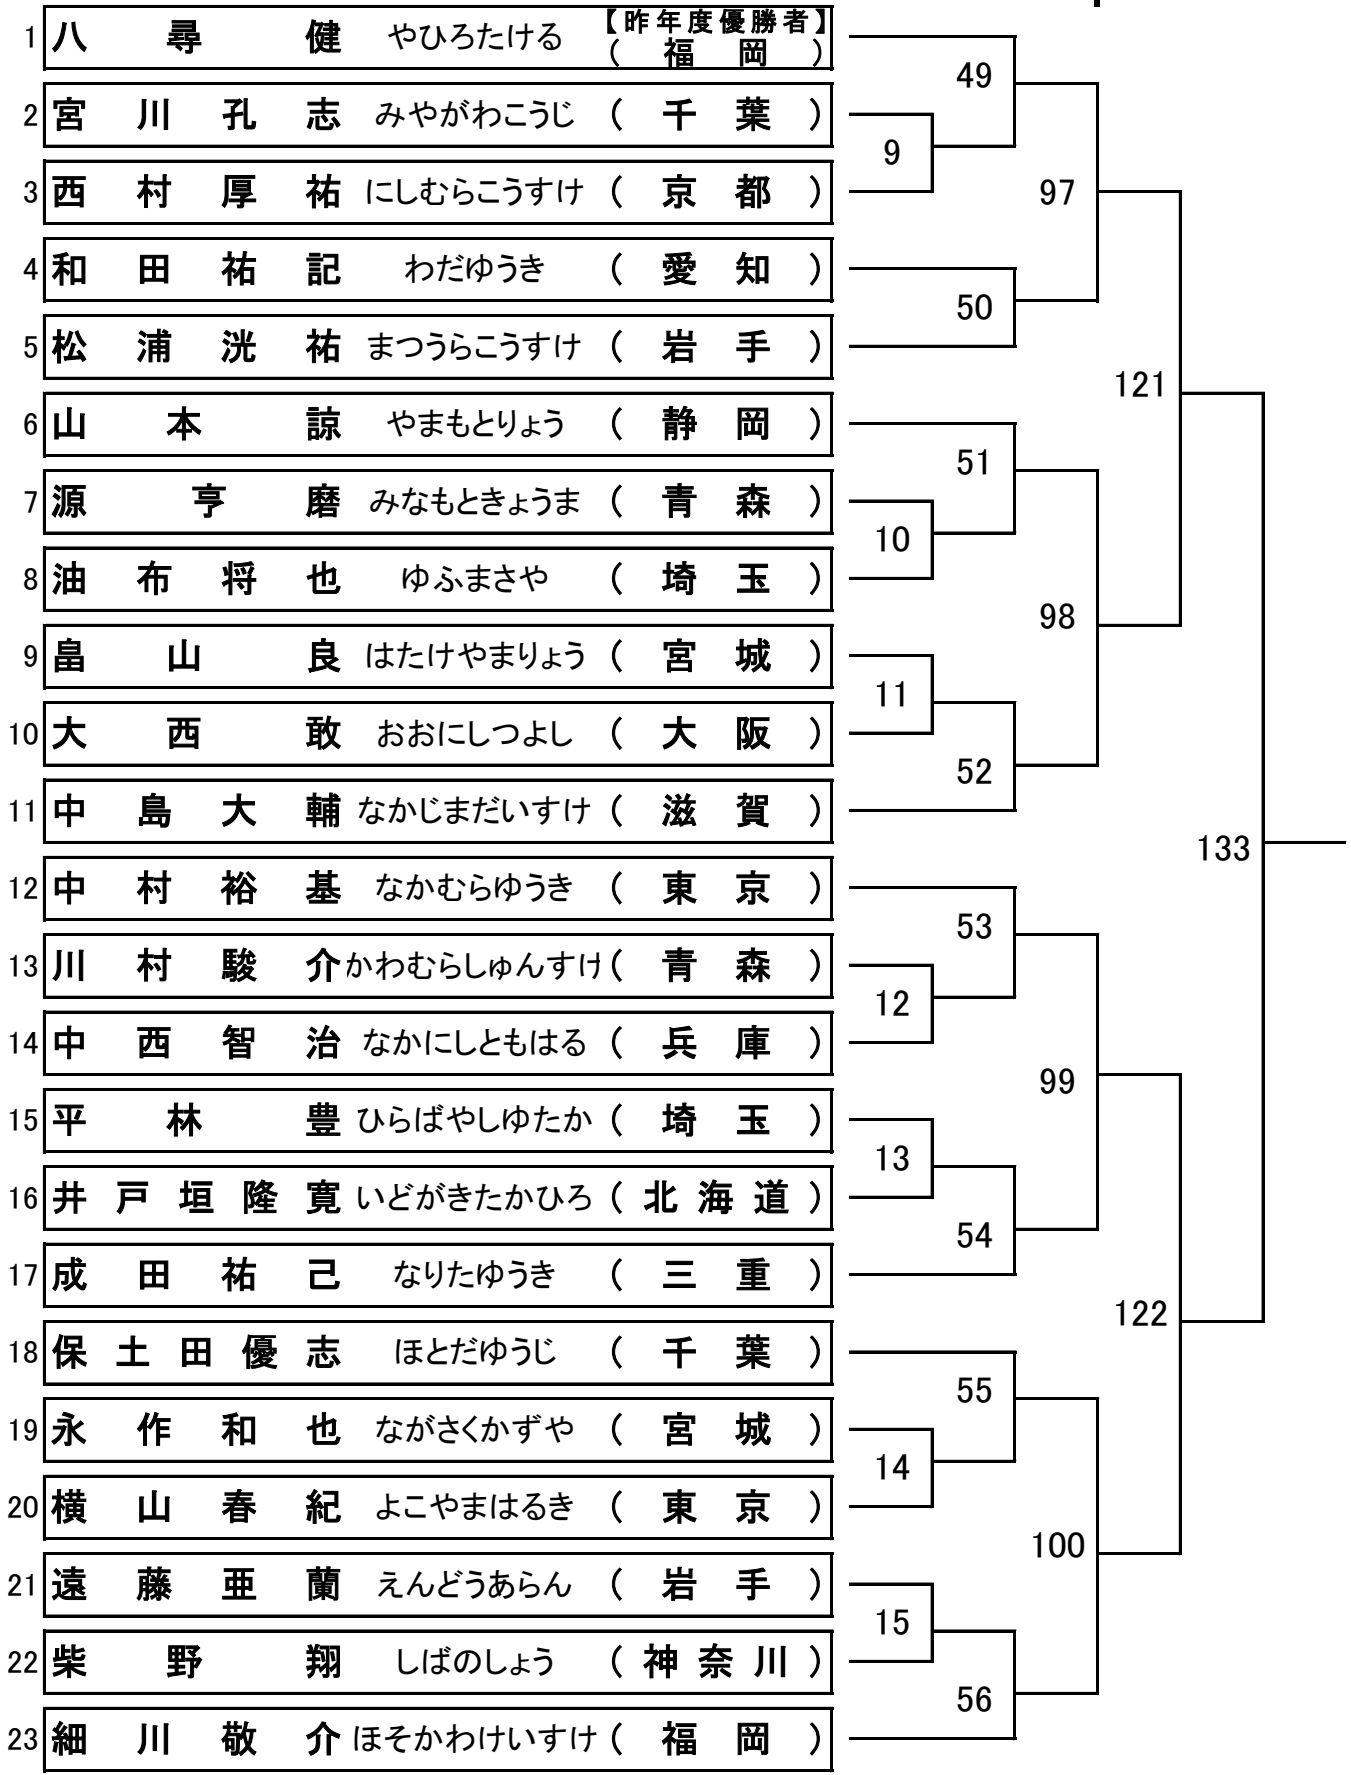 1 八尋健 やひろたける 【昨年度優勝者】
(福岡)
2 宮川孔志 みやがわこうじ (千葉)
3 西村厚祐 にしむらこうすけ (京都)
4 和田祐記 わだゆうき (愛知)
5 松浦洸祐 まつうらこうすけ (岩手)
6 山本諒 やまもとりょう (静岡)
7 源亨磨 みなもときょうま (青森)
8 油布将也 ゆふまさや (埼玉)
9 畠山良 はたけやまりょう (宮城)
10 大西敢 おおにしつよし (大阪)
11 中島大輔 なかじまだいすけ (滋賀)
12 中村裕基 なかむらゆうき (東京)
13 川村駿介 かわむらしゅんすけ (青森)
14 中西智治 なかにしともはる (兵庫)
15 平林豊 ひらばやしゆたか (埼玉)
16 井戸垣隆寛 いどがきたかひろ (北海道)
17 成田祐己 なりたゆうき (三重)
18 保土田優志 ほとだゆうじ (千葉)
19 永作和也 ながさくかずや (宮城)
20 横山春紀 よこやまはるき (東京)
21 遠藤亜蘭 えんどうあらん (岩手)
22 柴野翔 しばのしょう (神奈川)
23 細川敬介 ほそかわけいすけ (福岡)
9
10
11
12
13
14
15
49
50
51
52
53
54
55
56
97
98
99
100
121
122
133